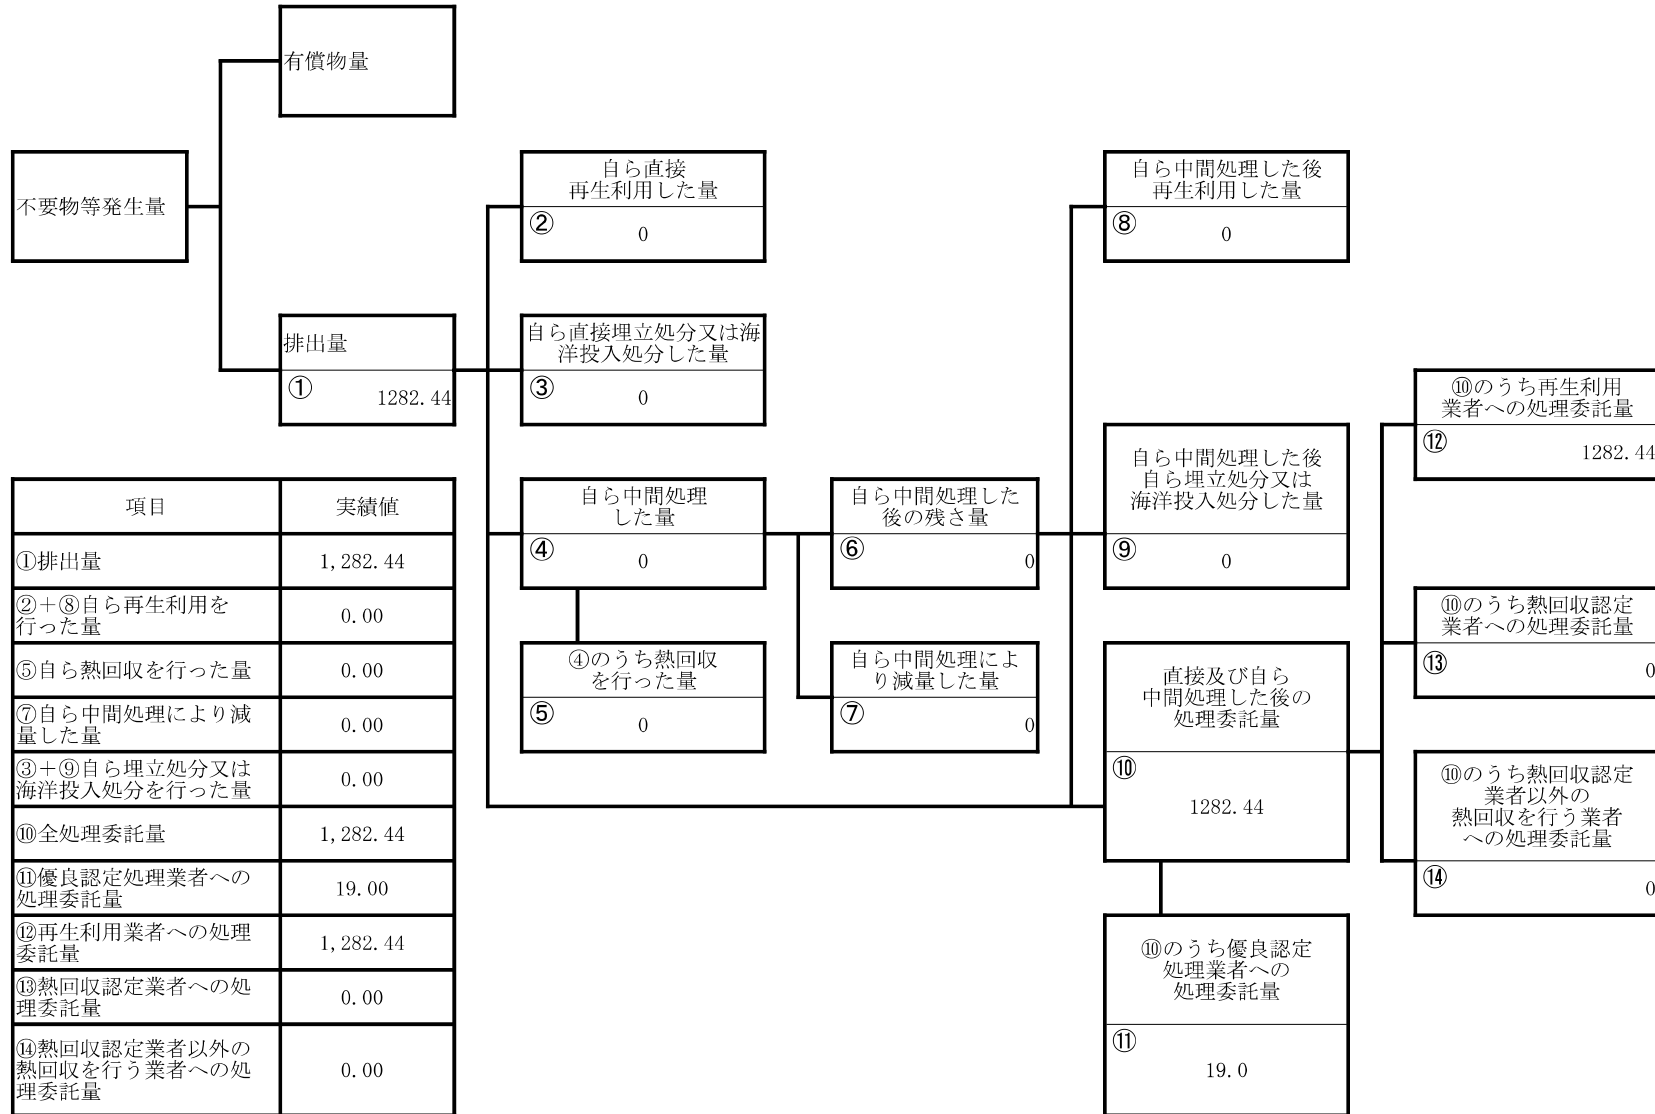 有償物量
不要物等発生量
排出量
①
1282.44
自ら直接
再生利用した量
②
0
自ら直接埋立処分又は海
洋投入処分した量
③
0
自ら中間処理
した量
④
0
④のうち熱回収
を行った量
⑤
0
自ら中間処理した
後の残さ量
⑥
0
自ら中間処理によ
り減量した量
⑦
0
自ら中間処理した後
再生利用した量
⑧
0
自ら中間処理した後
自ら埋立処分又は
海洋投入処分した量
⑨
0
直接及び自ら
中間処理した後の
処理委託量
⑩
1282.44
⑩のうち優良認定
処理業者への
処理委託量
⑪
19.0
⑩のうち再生利用
業者への処理委託量
⑫
1282.44
⑩のうち熱回収認定
業者への処理委託量
⑬
0
⑩のうち熱回収認定
業者以外の
熱回収を行う業者
への処理委託量
⑭
0
項目 実績値
①排出量 1,282.44
②＋⑧自ら再生利用を
行った量 0.00
⑤自ら熱回収を行った量 0.00
⑦自ら中間処理により減
量した量 0.00
③＋⑨自ら埋立処分又は
海洋投入処分を行った量 0.00
⑩全処理委託量 1,282.44
⑪優良認定処理業者への
処理委託量 19.00
⑫再生利用業者への処理
委託量 1,282.44
⑬熱回収認定業者への処
理委託量 0.00
⑭熱回収認定業者以外の
熱回収を行う業者への処
理委託量 0.00